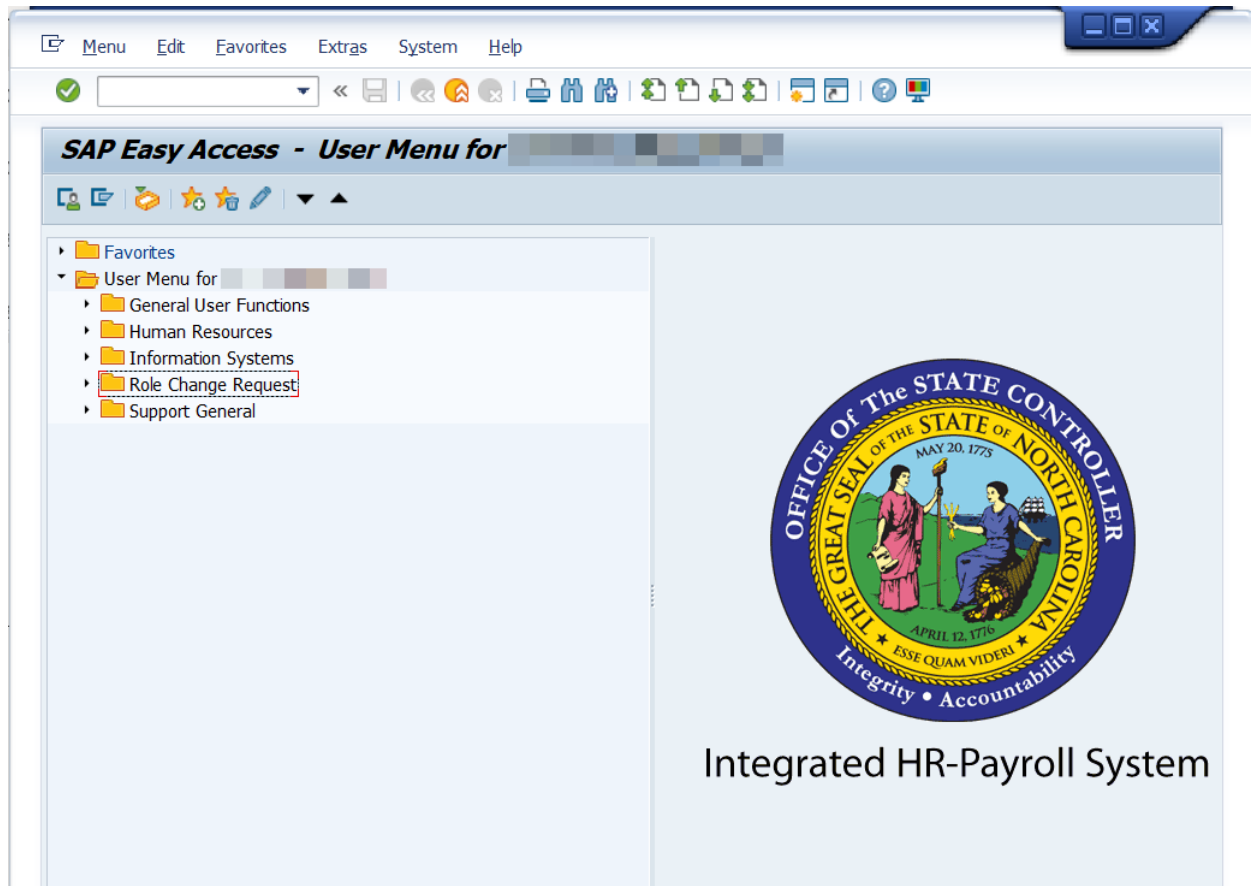 Menu Edit Favorites Extras System Help
SAP Easy Access - User Menu for
Favorites
User Menu for
General User Functions
Human Resources
Information Systems
Role Change Request
Support General
OFFICE Of The STATE CONTROLLER
THE GREAT SEAL OF THE STATE OF NORTH CAROLINA
MAY 20, 1775
APRIL 12, 1776
ESSE QUAM VIDERI
Integrity • Accountability
Integrated HR-Payroll System